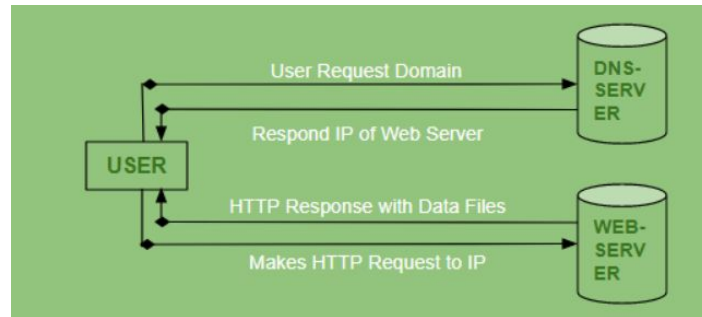 User Request Domain
DNS-
SERV
ER
Respond IP of Web Server
USER
HTTP Response with Data Files
WEB-
SERV
ER
Makes HTTP Request to IP